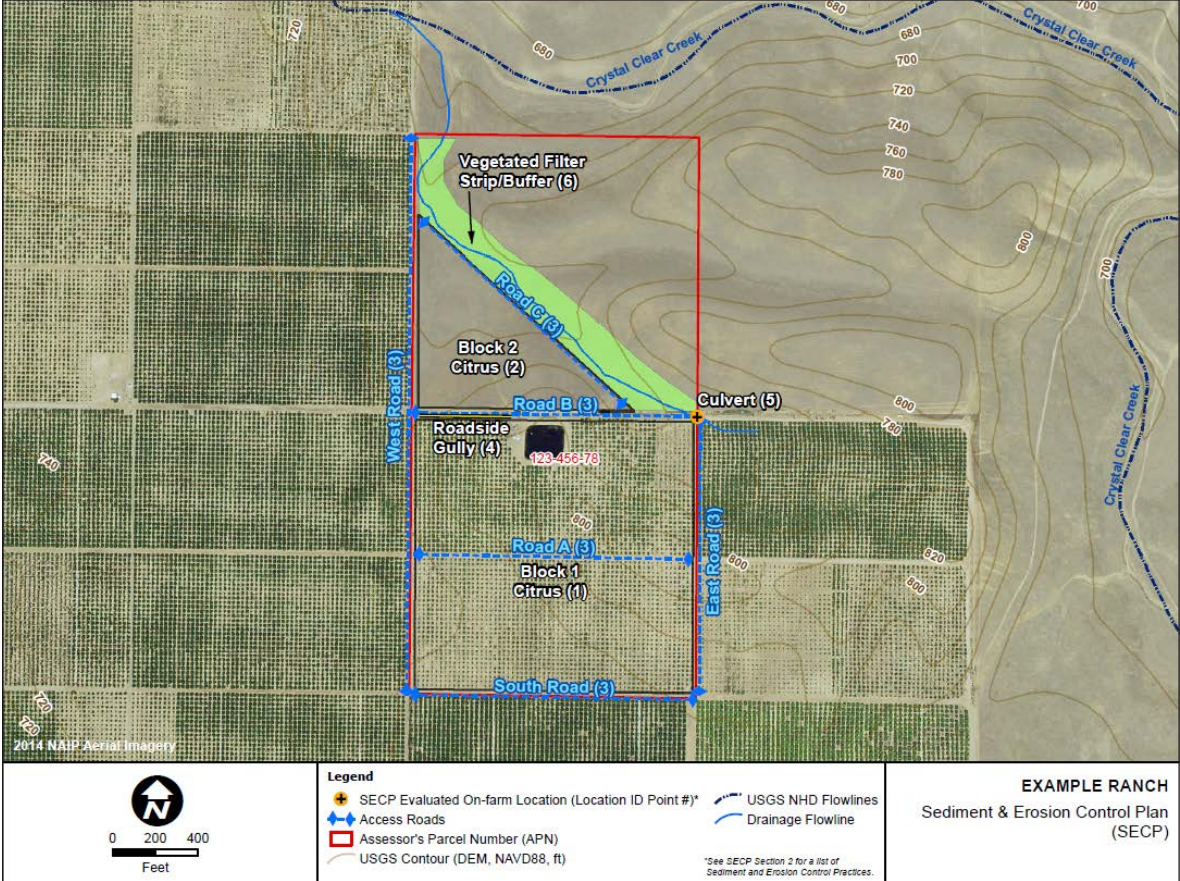 680
700
720
680
Crystal Clear Creek
Crystal Clear Creek
680
700
720
740
760
780
Vegetated Filter
Strip/Buffer (6)
800
700
Road C (3)
Block 2
Citrus (2)
West Road (3)
Road B (3)
Culvert (5)
800
780
Roadside
Gully (4)
123-456-78
740
Crystal Clear Creek
800
Road A (3)
East Road (3)
800
820
800
Block 1
Citrus (1)
South Road (3)
720
720
2014 NAIP Aerial Imagery
N
0 200 400
Feet
Legend
SECP Evaluated On-farm Location (Location ID Point #)*
Access Roads
Assessor's Parcel Number (APN)
USGS Contour (DEM, NAVD88, ft)
USGS NHD Flowlines
Drainage Flowline
*See SECP Section 2 for a list of
Sediment and Erosion Control Practices.
EXAMPLE RANCH
Sediment & Erosion Control Plan
(SECP)